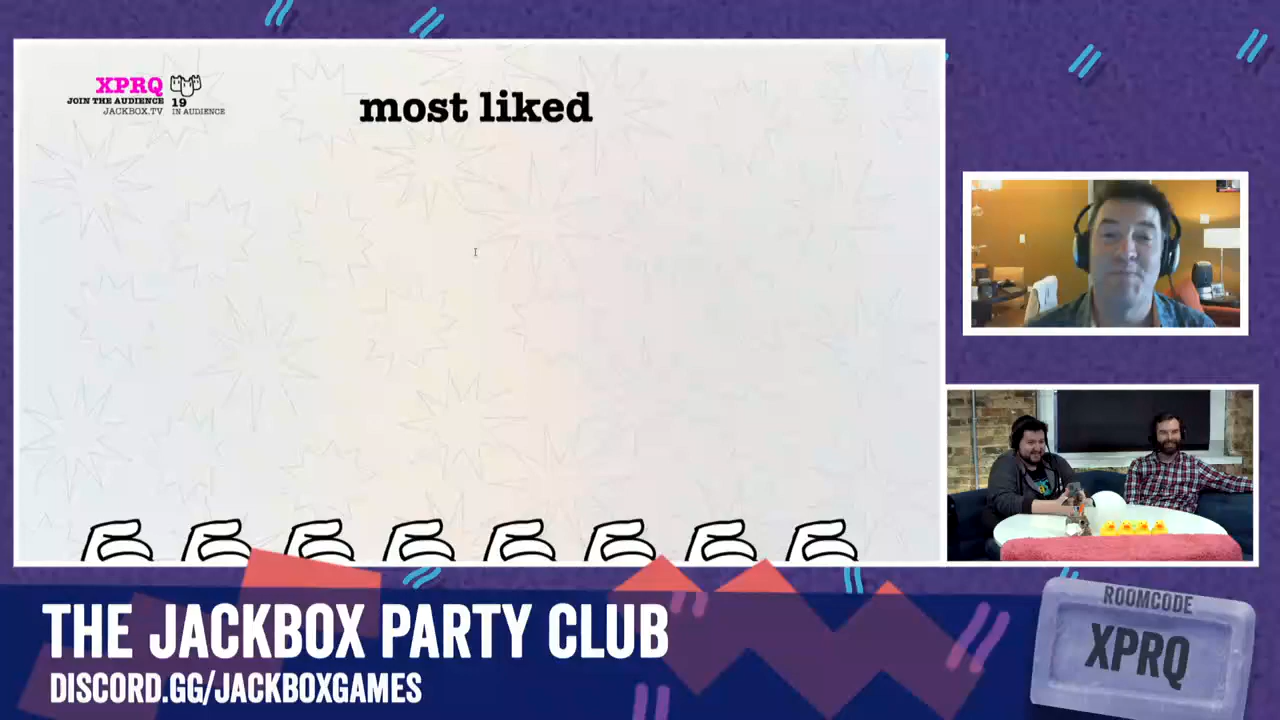 XPRQ
JOIN THE AUDIENCE
JACKBOX.TV
19
IN AUDIENCE
most liked
THE JACKBOX PARTY CLUB
DISCORD.GG/JACKBOXGAMES
ROOMCODE
XPRQ